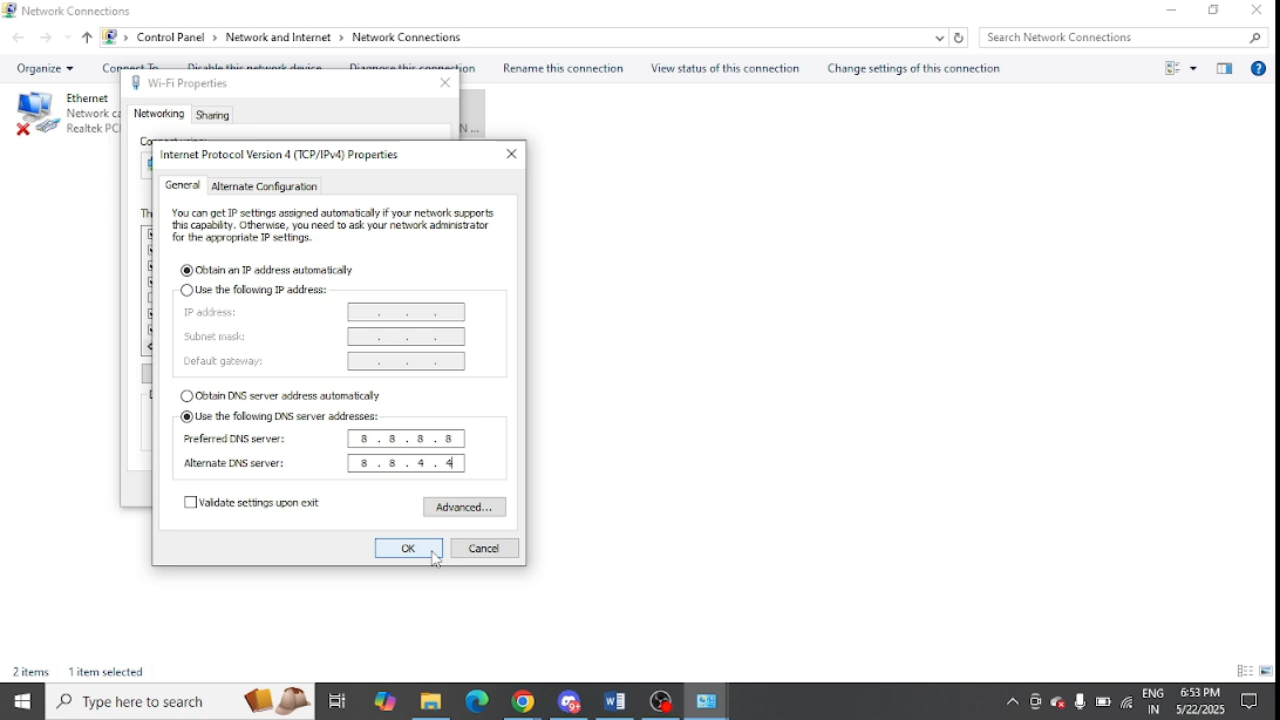 Network Connections
Control Panel › Network and Internet › Network Connections
Search Network Connections
Organize
Rename this connection
View status of this connection
Change settings of this connection
Wi-Fi Properties
Ethernet
Network
Realtek
Networking
Sharing
Internet Protocol Version 4 (TCP/IPv4) Properties
General
Alternate Configuration
You can get IP settings assigned automatically if your network supports
this capability. Otherwise, you need to ask your network administrator
for the appropriate IP settings.
Obtain an IP address automatically
Use the following IP address:
IP address:
Subnet mask:
Default gateway:
Obtain DNS server address automatically
Use the following DNS server addresses:
Preferred DNS server: 8 . 8 . 8 . 8
Alternate DNS server: 8 . 8 . 4 . 4
Validate settings upon exit
Advanced...
OK
Cancel
2 items
1 item selected
Type here to search
ENG
IN
6:53 PM
5/22/2025